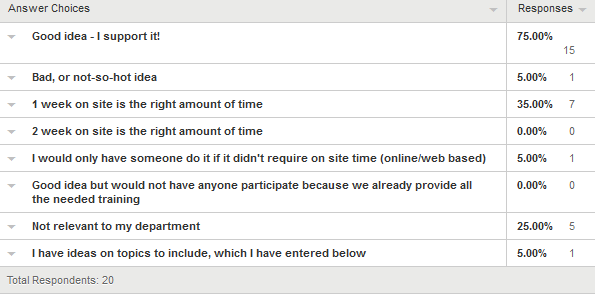 Answer Choices Responses
Good idea - I support it! 75.00%
15
Bad, or not-so-hot idea 5.00% 1
1 week on site is the right amount of time 35.00% 7
2 week on site is the right amount of time 0.00% 0
I would only have someone do it if it didn't require on site time (online/web based) 5.00% 1
Good idea but would not have anyone participate because we already provide all 0.00% 0
the needed training
Not relevant to my department 25.00% 5
I have ideas on topics to include, which I have entered below 5.00% 1
Total Respondents: 20